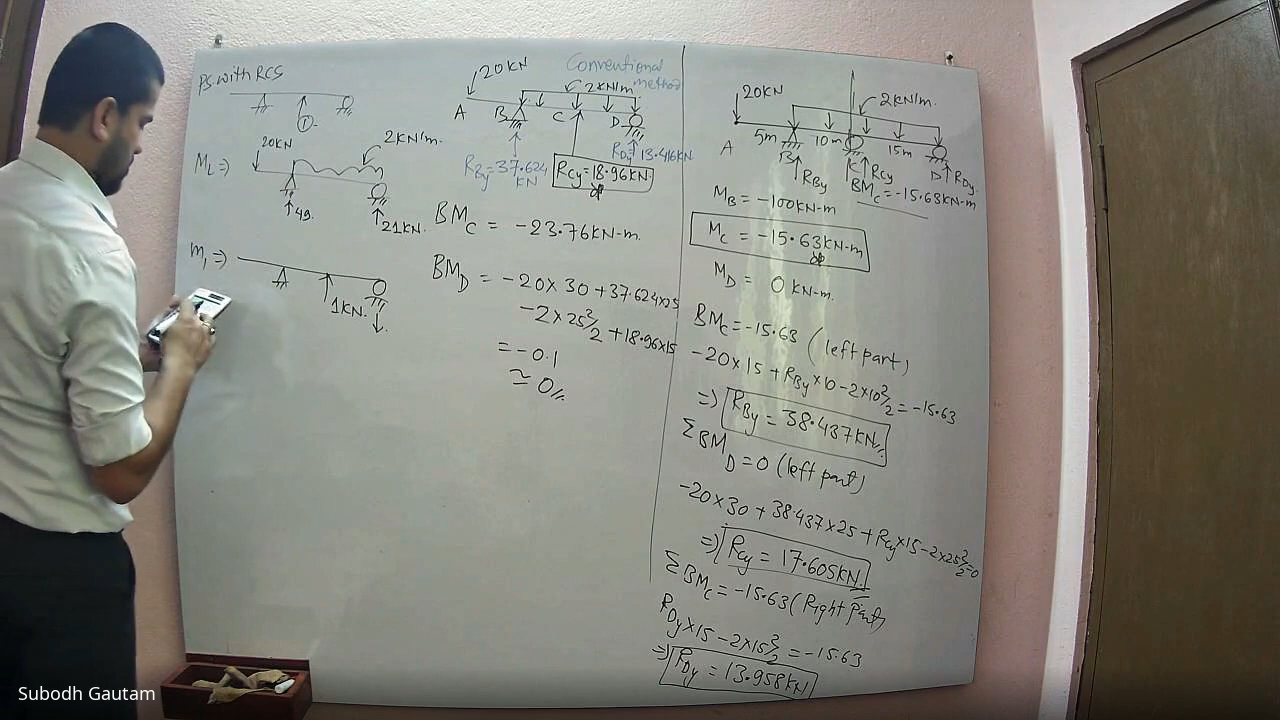 PS with RCS
1
ML ⇒)
20KN
2KN/m.
↑49.
↑21KN.
m1 ⇒)
1KN.
20KN
Conventional
method
2KN/m
A
B
C
D
RBy=37.624
KN
RCy=18.96KN
RDy 13.416KN
BMC = -23.76KN-m.
BMD = -20×30+37.624×25
-2×25²/2 +18.96×15
= -0.1
≅ 0//.
20KN
2KN/m.
5m
10m
15m
A
B
C
D
RBy
RCy
RDy.
BMC=-15.63KN-m
MB = -100KN-m
MC = -15.63KN-m
MD = 0 KN-m.
BMC=-15.63 (left part)
-20×15+RBy×10-2×10²/2=-15.63
=) RBy = 38.437KN//.
ΣBMD=0 (left part)
-20×30+38.437×25+RCy×15-2×25²/2=0
=) RCy = 17.605KN.
ΣBMC=-15.63 (Right Part)
RDy×15-2×15²/2=-15.63
=) RDy = 13.958KN
Subodh Gautam